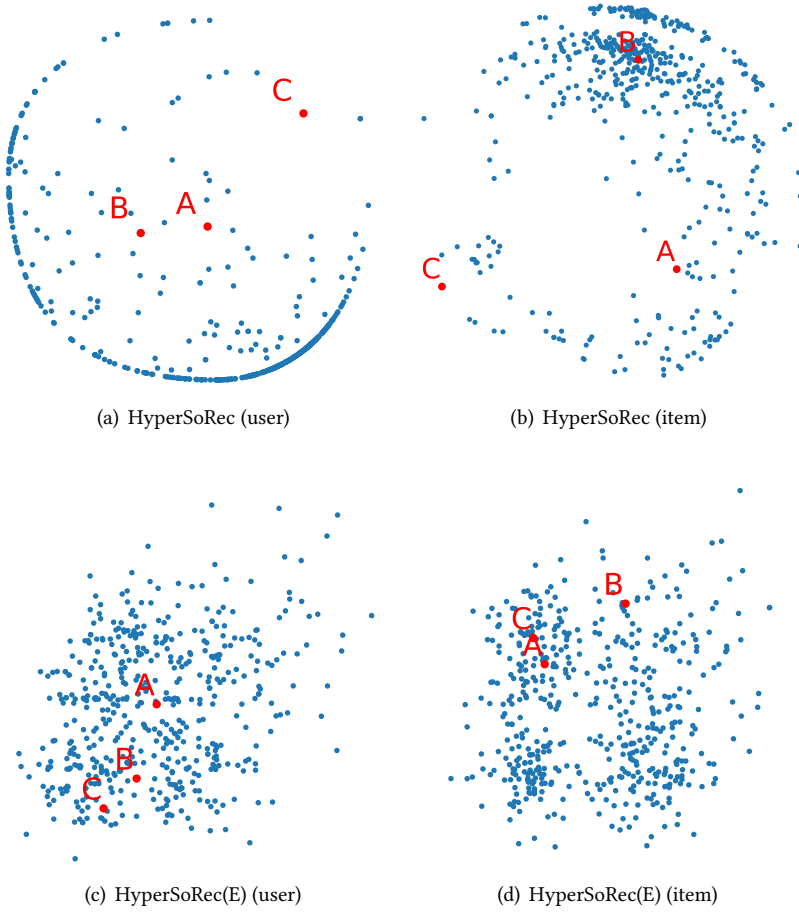 C
B
A
(a) HyperSoRec (user)
B
A
C
(b) HyperSoRec (item)
A
B
C
(c) HyperSoRec(E) (user)
B
C
A
(d) HyperSoRec(E) (item)